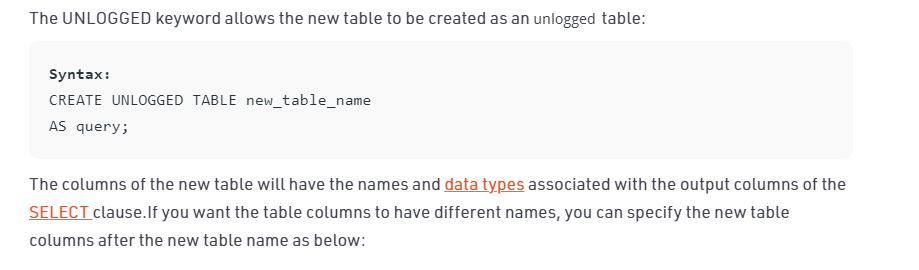 The UNLOGGED keyword allows the new table to be created as an unlogged table:
Syntax:
CREATE UNLOGGED TABLE new_table_name
AS query;
The columns of the new table will have the names and data types associated with the output columns of the
SELECT clause.If you want the table columns to have different names, you can specify the new table
columns after the new table name as below: